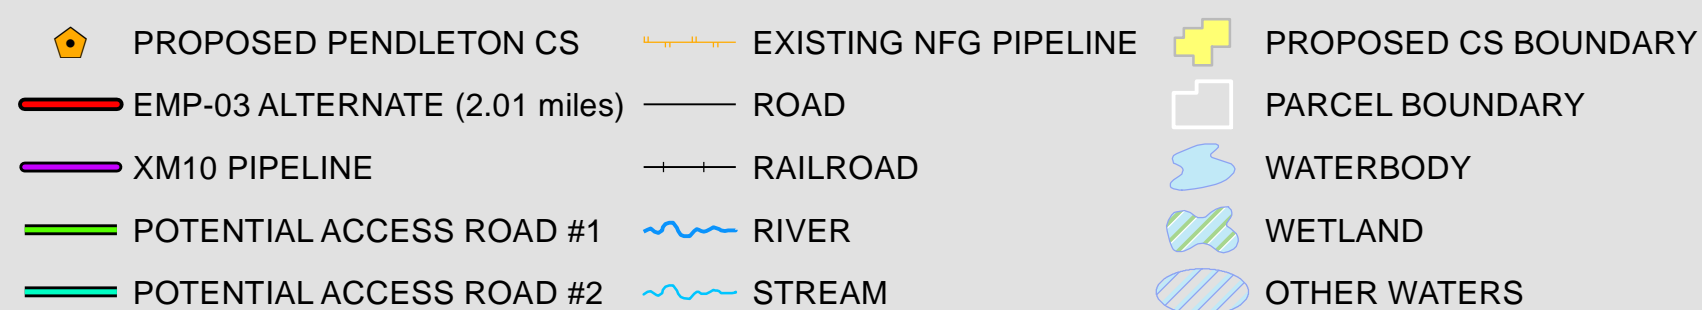 PROPOSED PENDLETON CS
EMP-03 ALTERNATE (2.01 miles)
XM10 PIPELINE
POTENTIAL ACCESS ROAD #1
POTENTIAL ACCESS ROAD #2
EXISTING NFG PIPELINE
ROAD
RAILROAD
RIVER
STREAM
PROPOSED CS BOUNDARY
PARCEL BOUNDARY
WATERBODY
WETLAND
OTHER WATERS